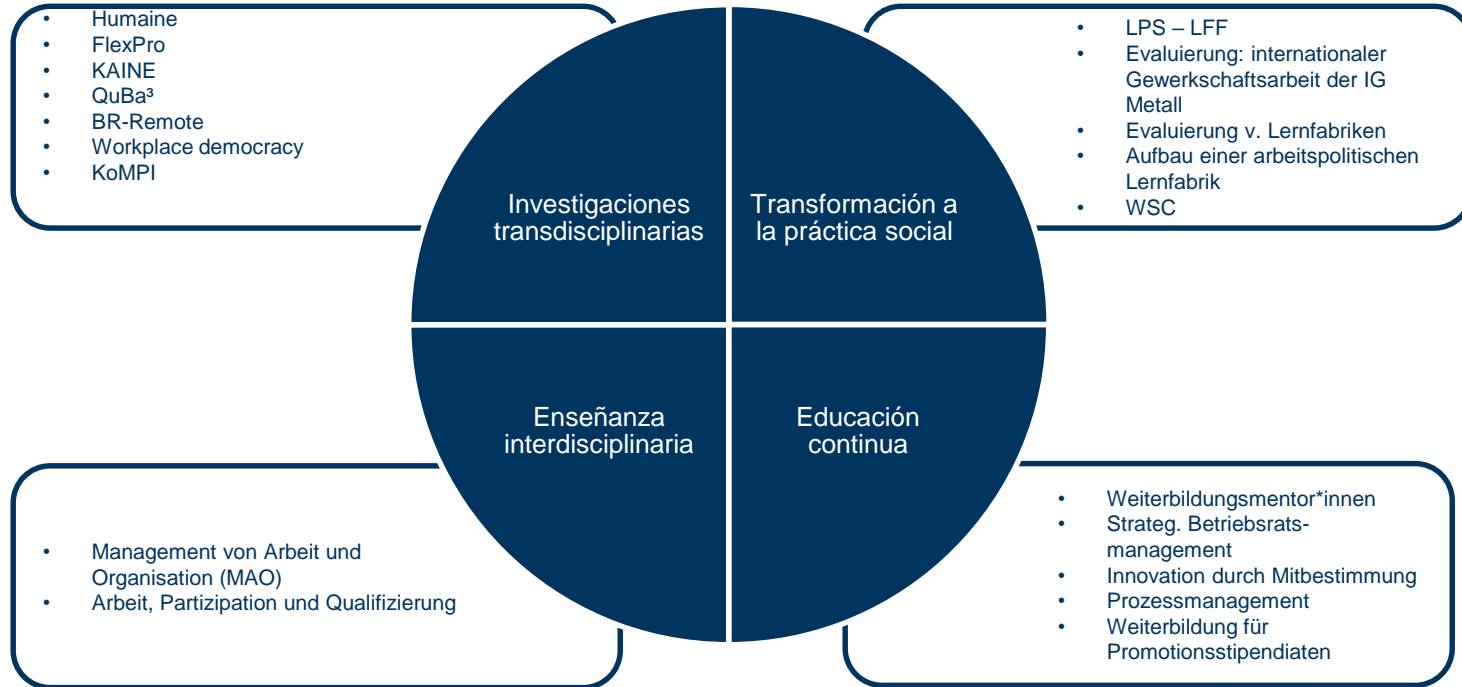 • Humaine
• FlexPro
• KAINE
• QuBa³
• BR-Remote
• Workplace democracy
• KoMPI
• LPS – LFF
• Evaluierung: internationaler
Gewerkschaftsarbeit der IG
Metall
• Evaluierung v. Lernfabriken
• Aufbau einer arbeitspolitischen
Lernfabrik
• WSC
Investigaciones
transdisciplinarias
Transformación a
la práctica social
Enseñanza
interdisciplinaria
Educación
continua
• Management von Arbeit und
Organisation (MAO)
• Arbeit, Partizipation und Qualifizierung
• Weiterbildungsmentor*innen
• Strateg. Betriebsrats-
management
• Innovation durch Mitbestimmung
• Prozessmanagement
• Weiterbildung für
Promotionsstipendiaten